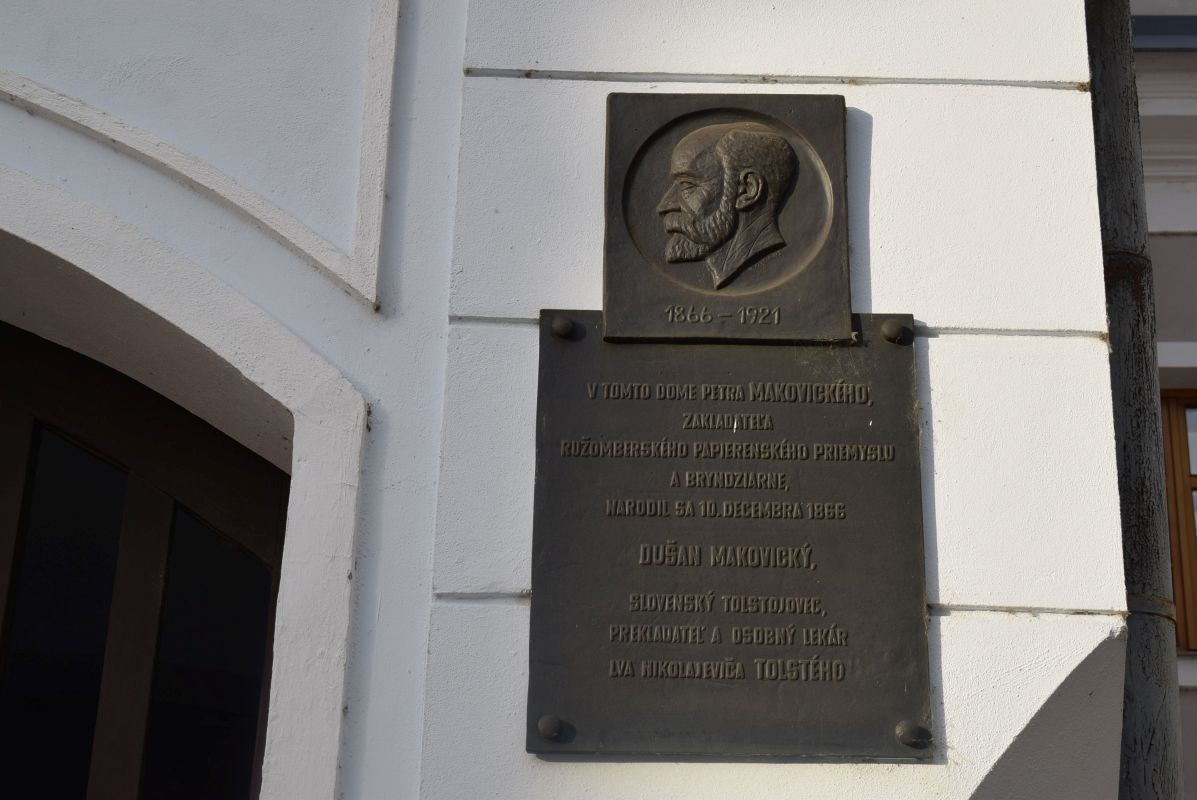 1866 – 1921
V TOMTO DOME PETRA MAKOVICKÉHO,
ZAKLADATEĽA
RUŽOMBERSKÉHO PAPIERENSKÉHO PRIEMYSLU
A BRYNDZIARNE,
NARODIL SA 10. DECEMBRA 1866
DUŠAN MAKOVICKÝ,
SLOVENSKÝ TOLSTOJOVEC,
PREKLADATEĽ A OSOBNÝ LEKÁR
LVA NIKOLAJEVIČA TOLSTÉHO